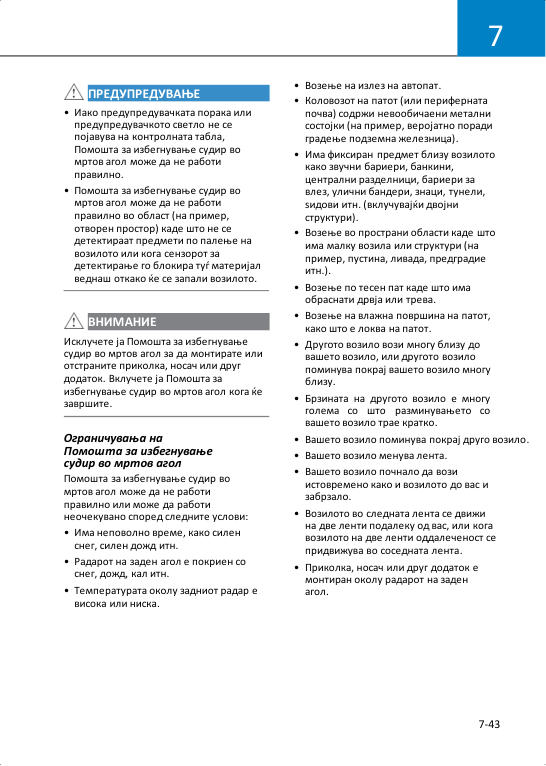 7
ПРЕДУПРЕДУВАЊЕ
• Иако предупредувачката порака или
предупредувачкото светло не се
појавува на контролната табла,
Помошта за избегнување судир во
мртов агол може да не работи
правилно.
• Помошта за избегнување судир во
мртов агол може да не работи
правилно во област (на пример,
отворен простор) каде што не се
детектираат предмети по палење на
возилото или кога сензорот за
детектирање го блокира туѓ материјал
веднаш откако ќе се запали возилото.
ВНИМАНИЕ
Исклучете ја Помошта за избегнување
судир во мртов агол за да монтирате или
отстраните приколка, носач или друг
додаток. Вклучете ја Помошта за
избегнување судир во мртов агол кога ќе
завршите.
Ограничувања на
Помошта за избегнување
судир во мртов агол
Помошта за избегнување судир во
мртов агол може да не работи
правилно или може да работи
неочекувано според следните услови:
• Има неповолно време, како силен
снег, силен дожд итн.
• Радарот на заден агол е покриен со
снег, дожд, кал итн.
• Температурата околу задниот радар е
висока или ниска.
• Возење на излез на автопат.
• Коловозот на патот (или периферната
почва) содржи невообичаени метални
состојки (на пример, веројатно поради
градење подземна железница).
• Има фиксиран предмет близу возилото
како звучни бариери, банкини,
централни разделници, бариери за
влез, улични бандери, знаци, тунели,
ѕидови итн. (вклучувајќи двојни
структури).
• Возење во пространи области каде што
има малку возила или структури (на
пример, пустина, ливада, предградие
итн.).
• Возење по тесен пат каде што има
обраснати дрвја или трева.
• Возење на влажна површина на патот,
како што е локва на патот.
• Другото возило вози многу близу до
вашето возило, или другото возило
поминува покрај вашето возило многу
близу.
• Брзината на другото возило е многу
голема со што разминувањето со
вашето возило трае кратко.
• Вашето возило поминува покрај друго возило.
• Вашето возило менува лента.
• Вашето возило почнало да вози
истовремено како и возилото до вас и
забрзало.
• Возилото во следната лента се движи
на две ленти подалеку од вас, или кога
возилото на две ленти оддалеченост се
придвижува во соседната лента.
• Приколка, носач или друг додаток е
монтиран околу радарот на заден
агол.
7-43